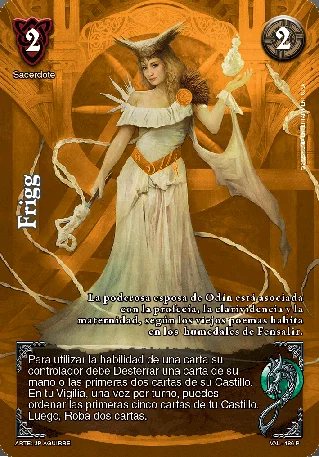 2
2
Sacerdote
Frigg
La poderosa esposa de Odín está asociada
con la profecía, la clarividencia y la
maternidad, según los viejos poemas habita
en los humedales de Fensalir.
Para utilizar la habilidad de una carta su
controlador debe Desterrar una carta de su
mano o las primeras dos cartas de su Castillo.
En tu Vigilia, una vez por turno, puedes
ordenar las primeras cinco cartas de tu Castillo.
Luego, Roba dos cartas.